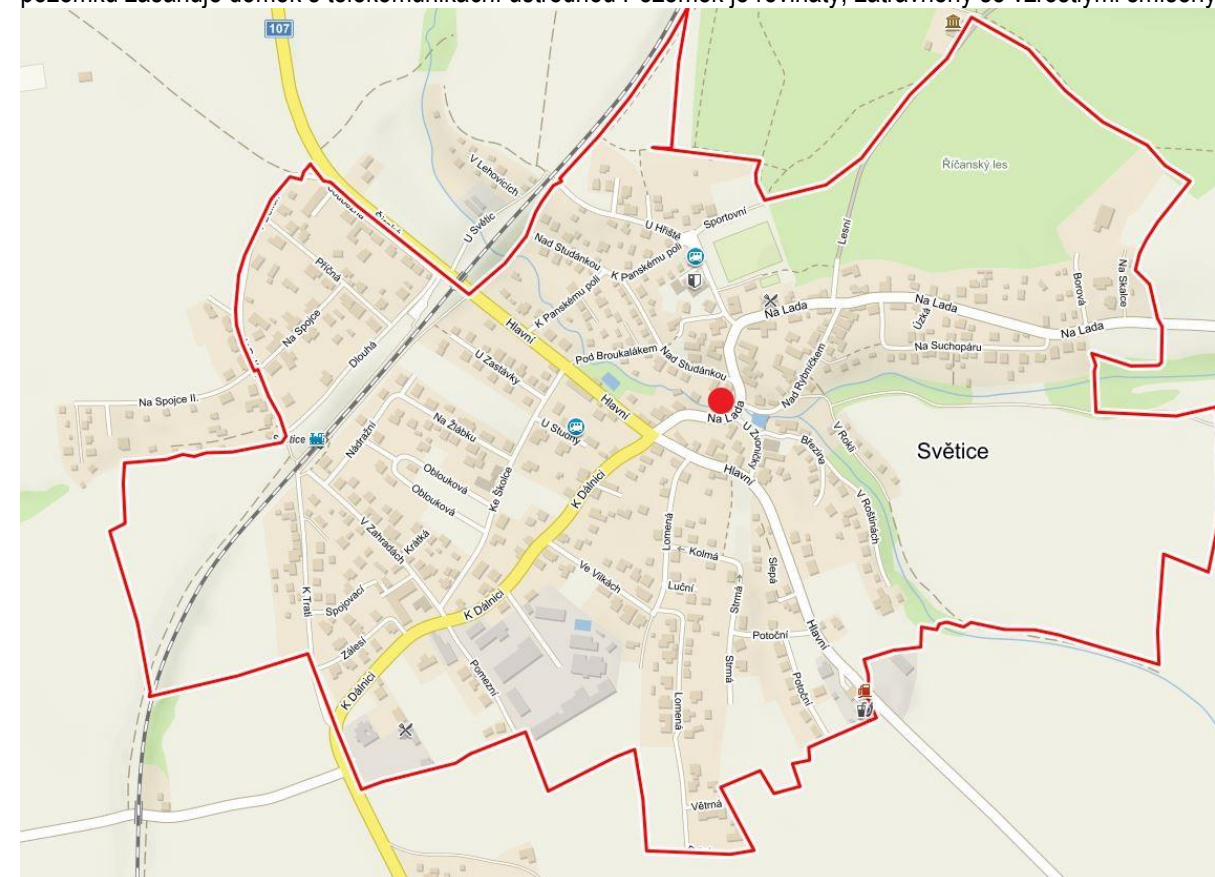 pozemku zasahuje domek s telekomunikační ústřednou Pozemek je rovinatý, zatravněný se vzrostlými smíšený
107
Říčanský les
V Lehovicích
U Světic
U Hřiště
Sportovní
Lesní
Nad Studánkou
K Panskému poli
K Panskému poli
Příčná
Na Spojce
Dlouhá
Na Spojce II.
Hlavní
Pod Broukalákem
Nad Studánkou
Na Lada
Na Lada
Úzká
Na Suchopáru
Na Lada
Borová
Na Skalce
Nad Rybníčkem
U Zastávky
Hlavní
Na Lada
U Zvoničky
Březina
V Rokli
Světice
V Roštínách
Nádražní
Na Žlábku
U Studny
Oblouková
Oblouková
Ke Školce
K Dálnici
Hlavní
V Zahradách
Krátká
Lomená
Kolmá
Slepá
Ve Vilkách
Luční
Strmá
K Trati
Spojovací
Zálesí
K Dálnici
Potoční
Hlavní
Pomezní
Strmá
Potoční
K Dálnici
Lomená
Větrná